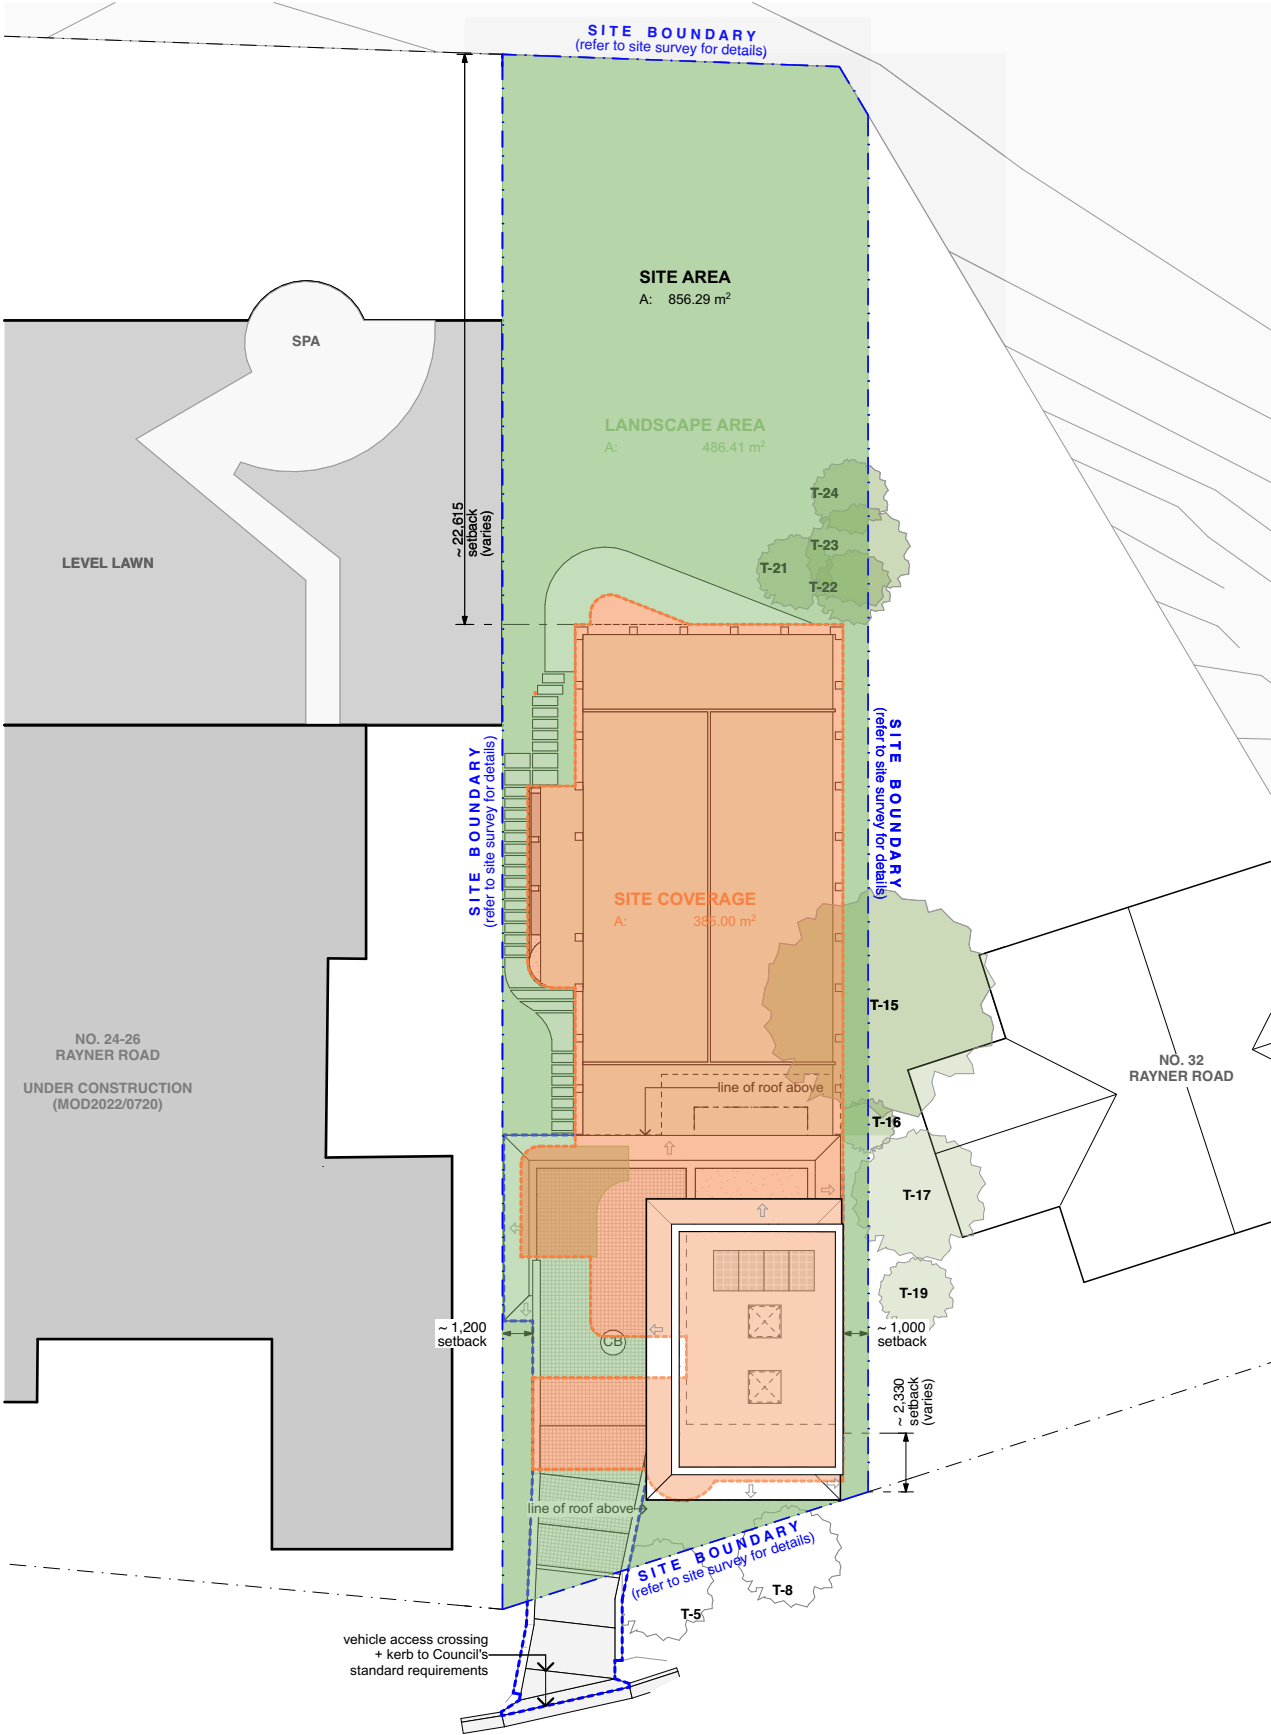 SITE BOUNDARY
(refer to site survey for details)
SITE AREA
A: 856.29 m²
SPA
LANDSCAPE AREA
A: 486.41 m²
~ 22,615
setback
(varies)
LEVEL LAWN
T-24
T-23
T-21
T-22
SITE BOUNDARY
(refer to site survey for details)
SITE BOUNDARY
(refer to site survey for details)
SITE COVERAGE
A: 385.00 m²
T-15
NO. 24-26
RAYNER ROAD
UNDER CONSTRUCTION
(MOD2022/0720)
NO. 32
RAYNER ROAD
line of roof above
T-16
T-17
T-19
~ 1,200
setback
CB
~ 1,000
setback
~ 2,330
setback
(varies)
line of roof above
SITE BOUNDARY
(refer to site survey for details)
T-8
T-5
vehicle access crossing
+ kerb to Council's
standard requirements